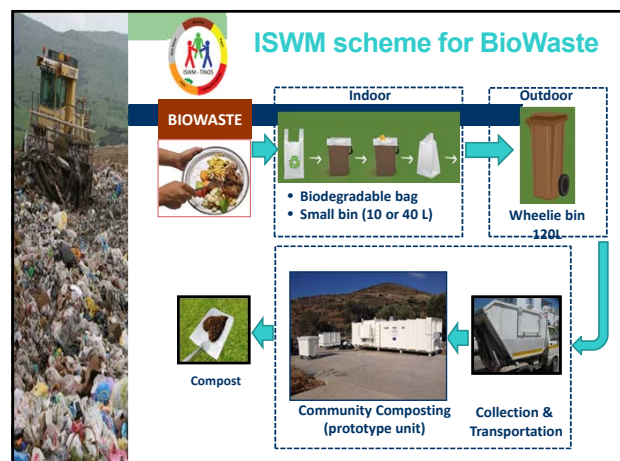 ISWM scheme for BioWaste
ISWM - TINOS
Indoor
Outdoor
BIOWASTE
• Biodegradable bag
• Small bin (10 or 40 L)
Wheelie bin
120L
Compost
Community Composting
(prototype unit)
Collection &
Transportation